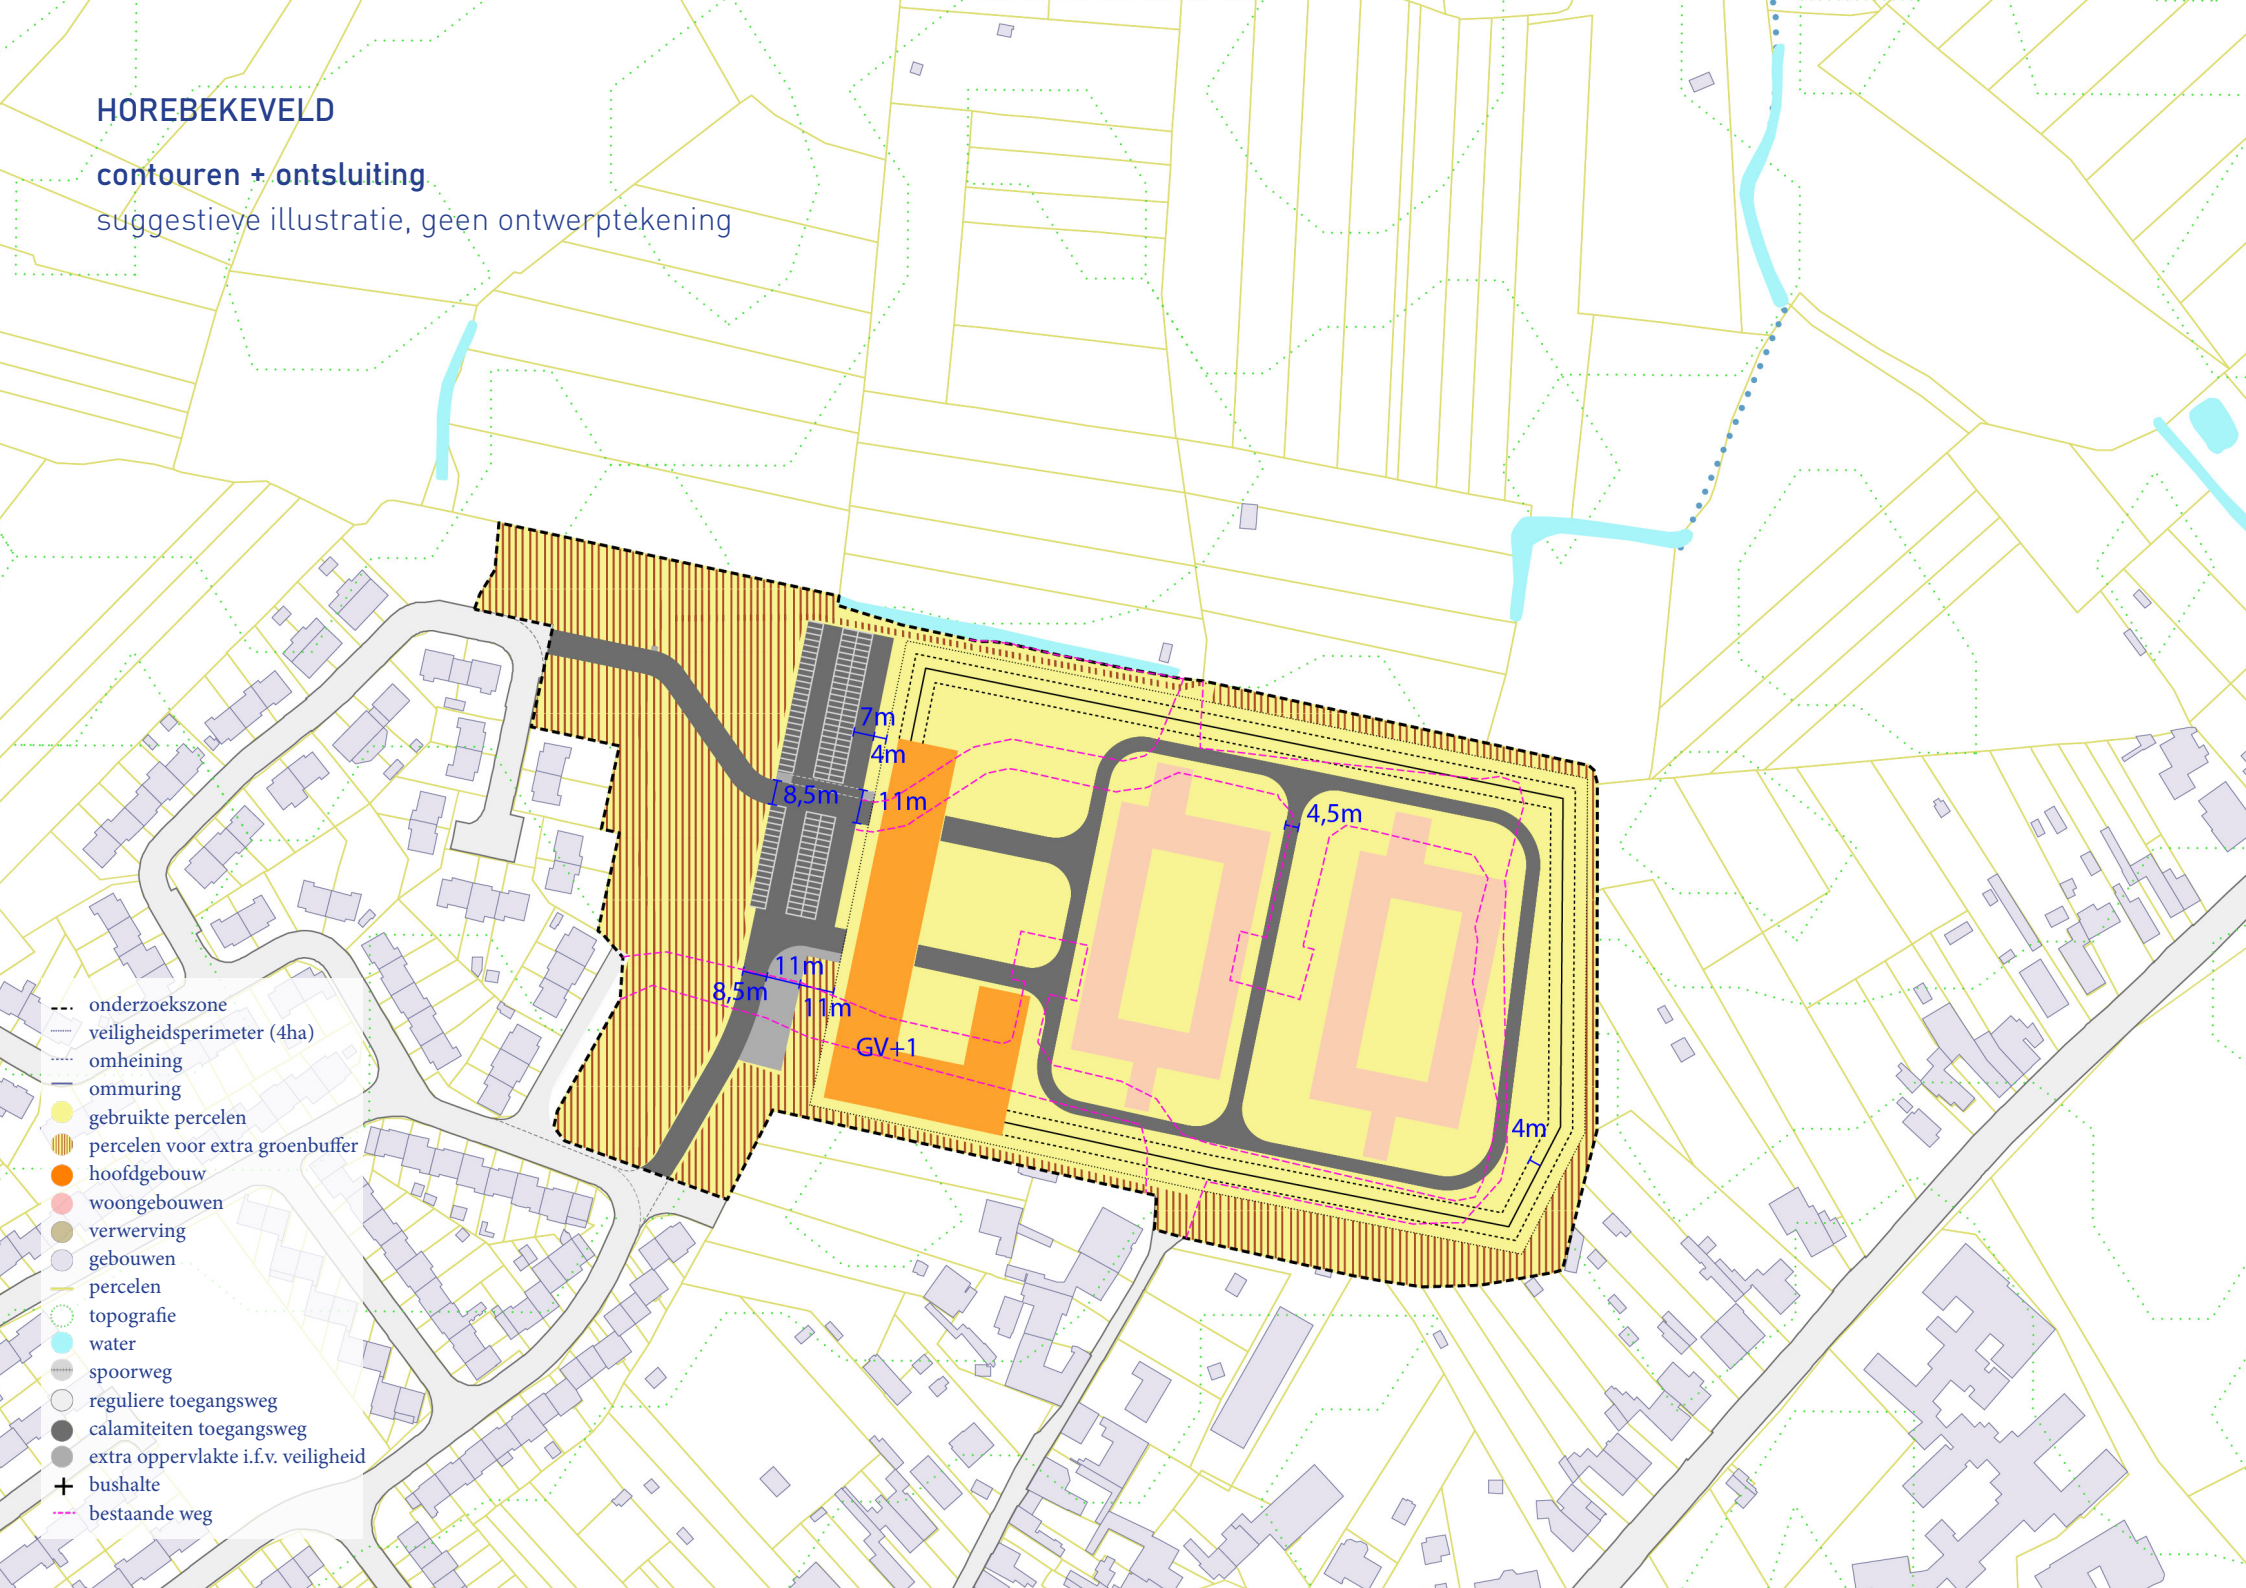 HOREBEKEVELD
contouren + ontsluiting
suggestieve illustratie, geen ontwerptekening
7m
4m
8,5m
11m
4,5m
11m
8,5m
11m
GV+1
4m
onderzoekszone
veiligheidsperimeter (4ha)
omheining
ommuring
gebruikte percelen
percelen voor extra groenbuffer
hoofdgebouw
woongebouwen
verwerving
gebouwen
percelen
topografie
water
spoorweg
reguliere toegangsweg
calamiteiten toegangsweg
extra oppervlakte i.f.v. veiligheid
bushalte
bestaande weg